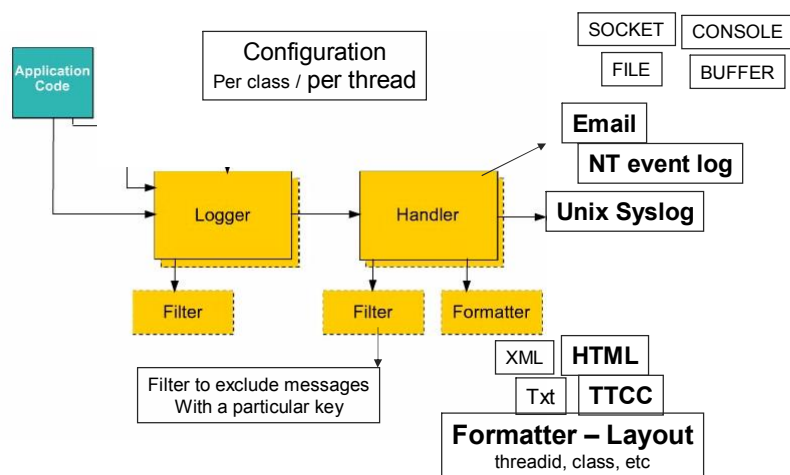 SOCKET
CONSOLE
Configuration
Per class / per thread
Application
Code
FILE
BUFFER
Email
NT event log
Logger
Handler
Unix Syslog
Filter
Filter
Formatter
XML
HTML
Filter to exclude messages
With a particular key
Txt
TTCC
Formatter – Layout
threadid, class, etc